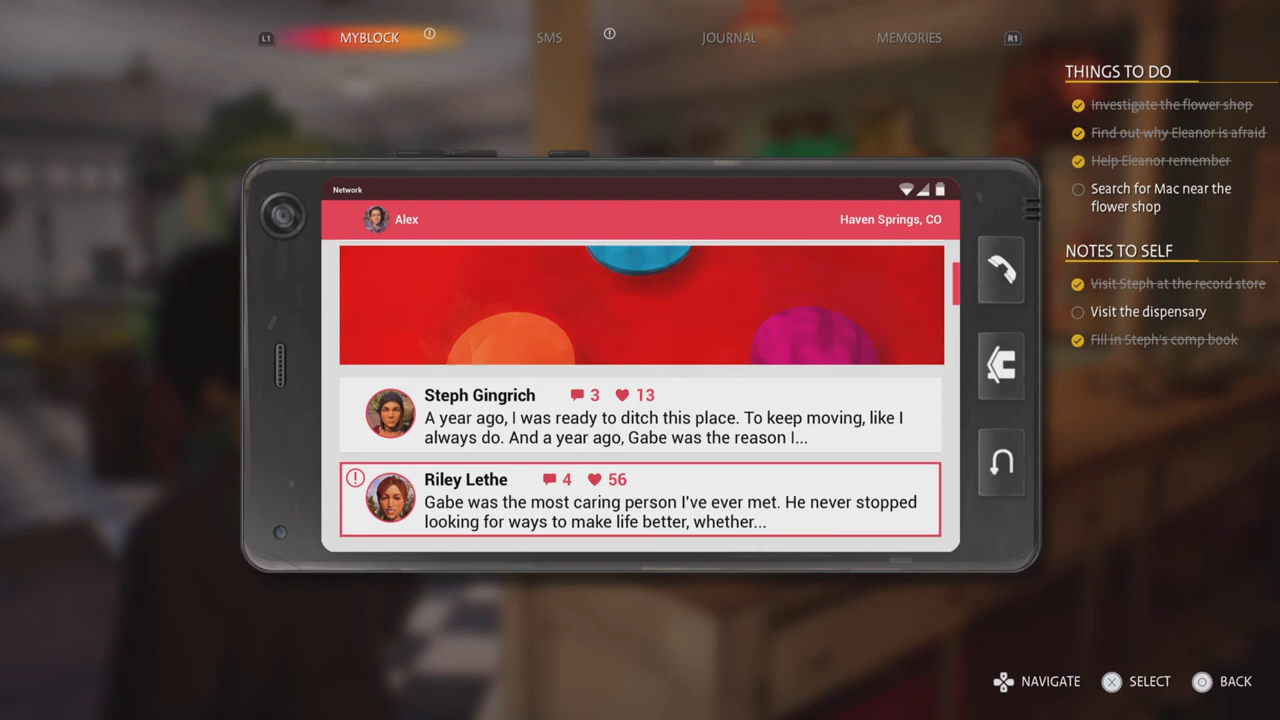 L1
MYBLOCK
SMS
JOURNAL
MEMORIES
R1
THINGS TO DO
Investigate the flower shop
Find out why Eleanor is afraid
Help Eleanor remember
Search for Mac near the
flower shop
NOTES TO SELF
Visit Steph at the record store
Visit the dispensary
Fill in Steph's comp book
Network
Alex
Haven Springs, CO
Steph Gingrich 3 13
A year ago, I was ready to ditch this place. To keep moving, like I
always do. And a year ago, Gabe was the reason I...
Riley Lethe 4 56
Gabe was the most caring person I've ever met. He never stopped
looking for ways to make life better, whether...
NAVIGATE
SELECT
BACK